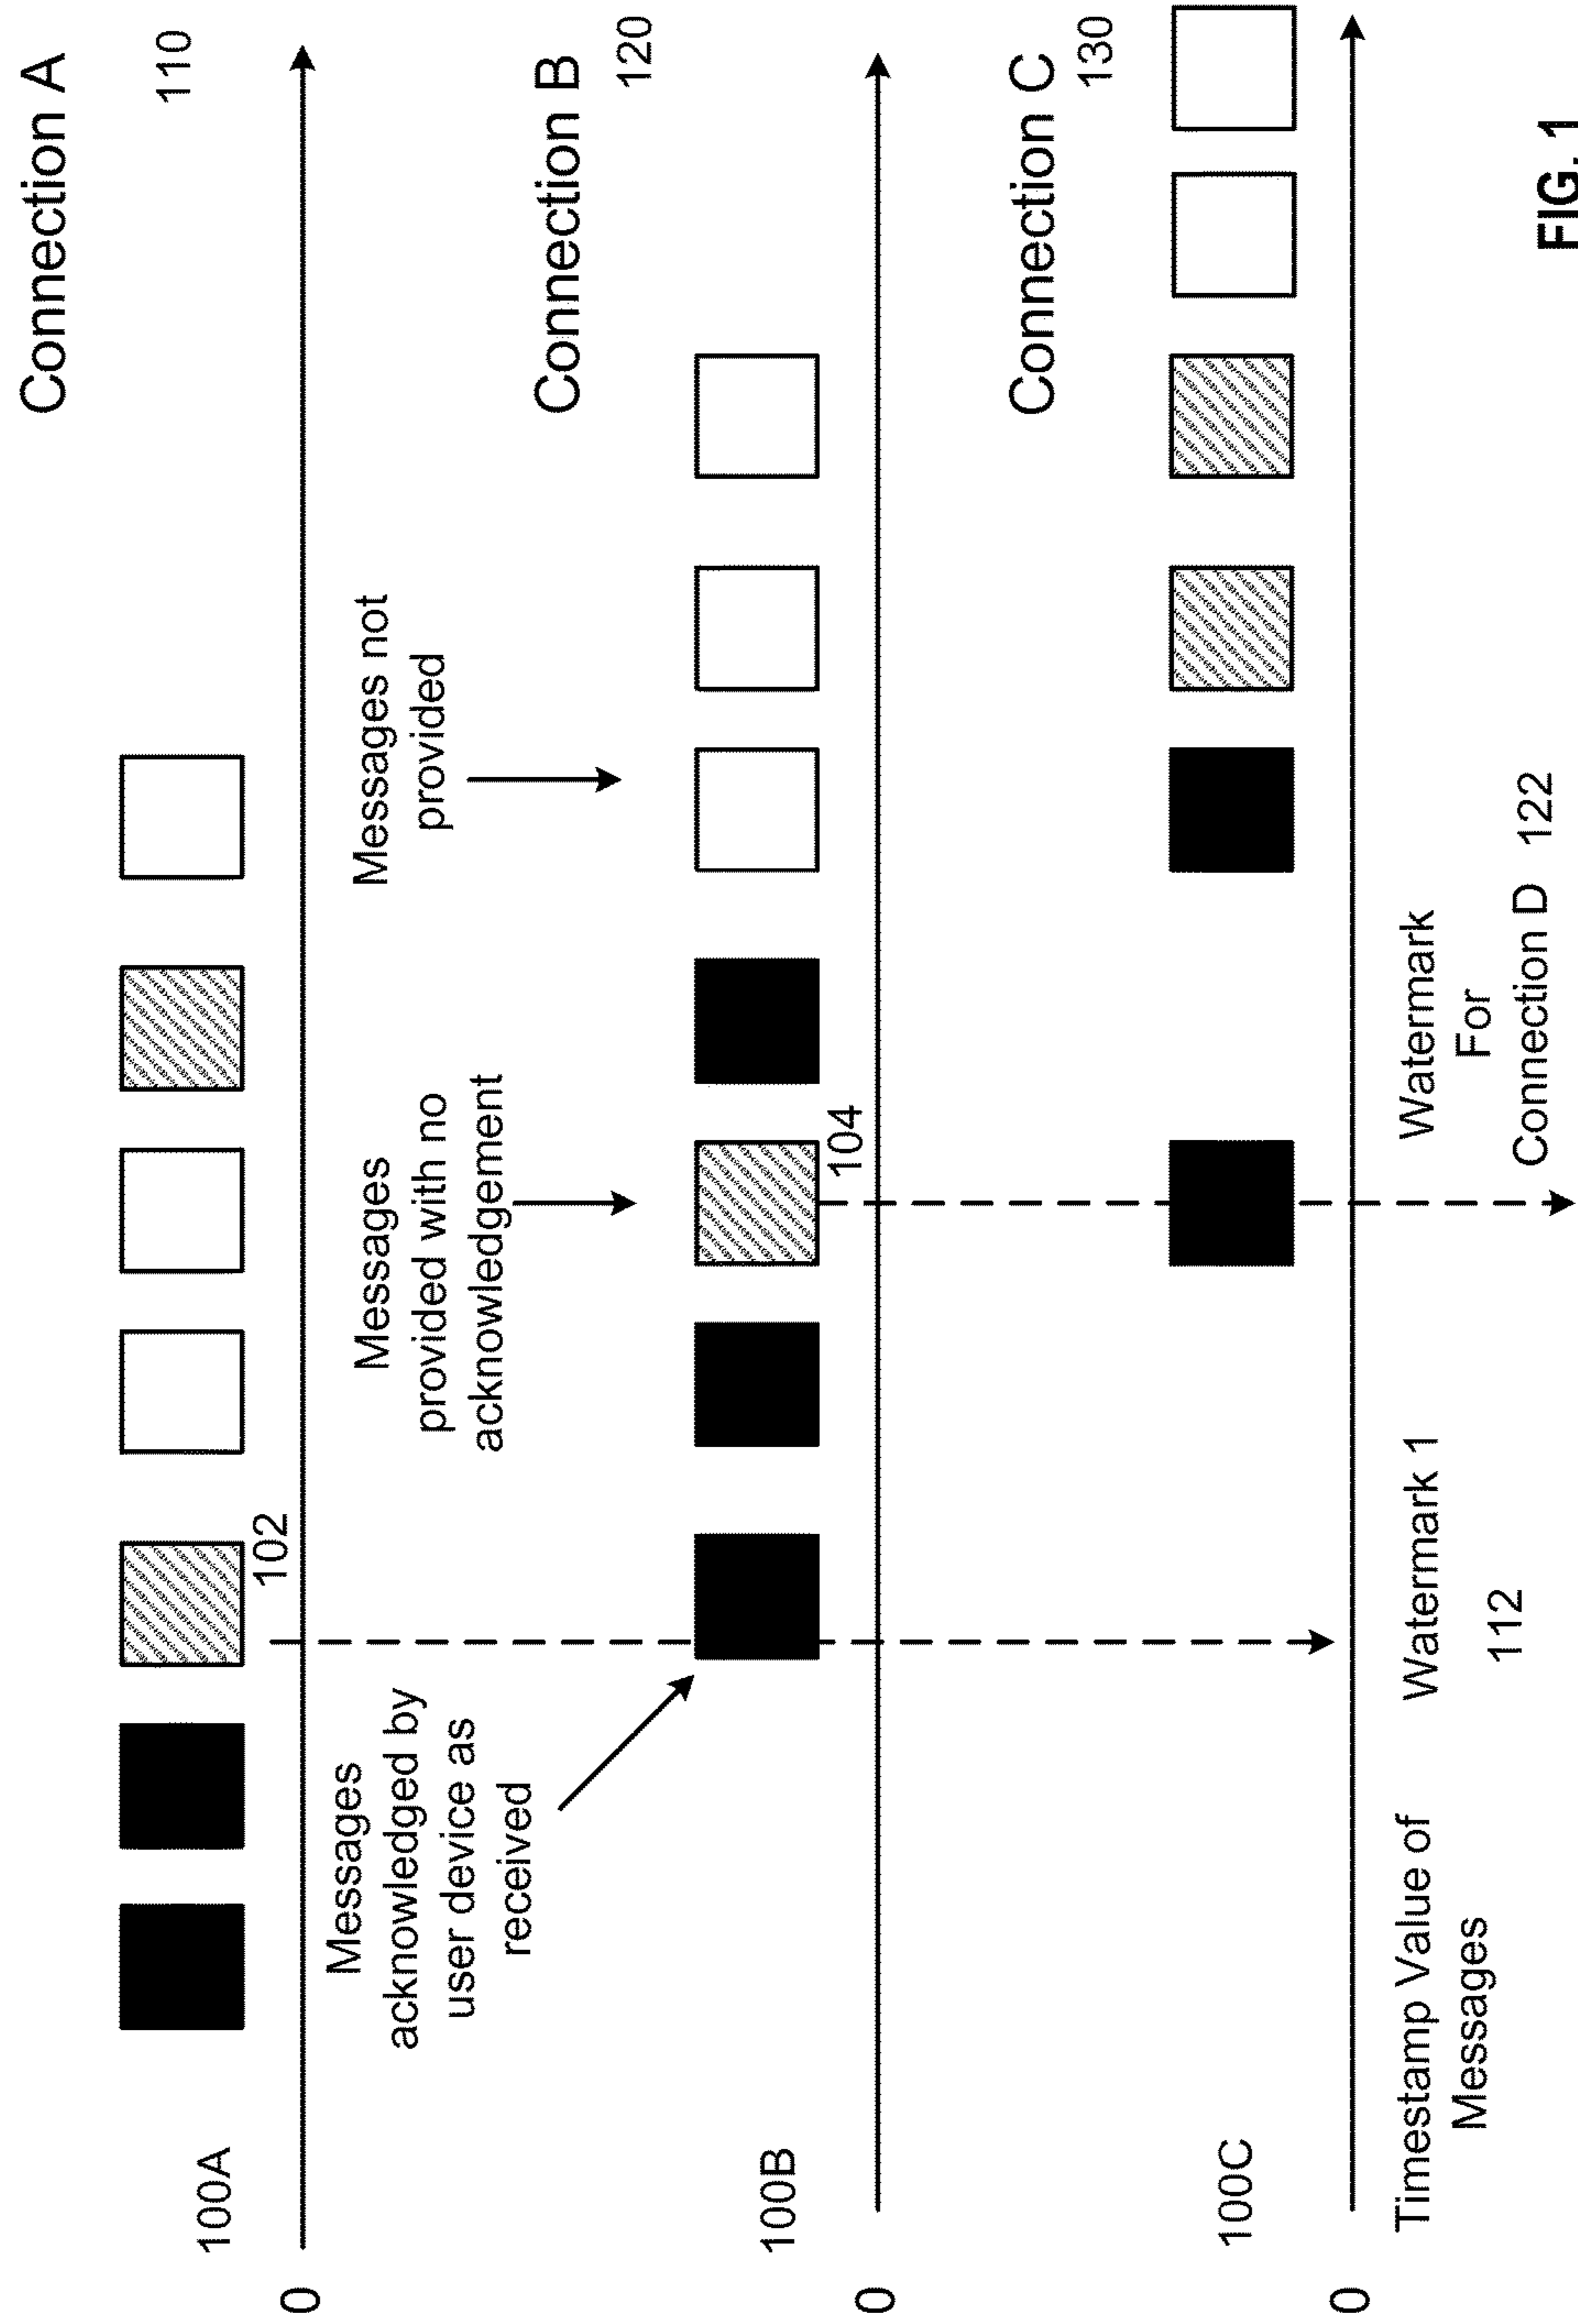 Connection A
110
100A
102
0
Messages
acknowledged by
user device as
received
Messages
provided with no
acknowledgement
Messages not
provided
Connection B
120
100B
104
0
Connection C
130
100C
0
Timestamp Value of
Messages
Watermark 1
112
Watermark
For
Connection D 122
FIG. 1